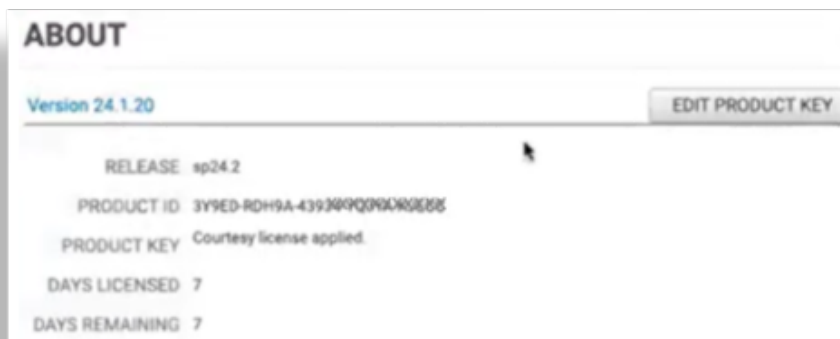 ABOUT
Version 24.1.20
EDIT PRODUCT KEY
RELEASE sp24.2
PRODUCT ID 3Y9ED-RDH9A-4393
PRODUCT KEY Courtesy license applied.
DAYS LICENSED 7
DAYS REMAINING 7